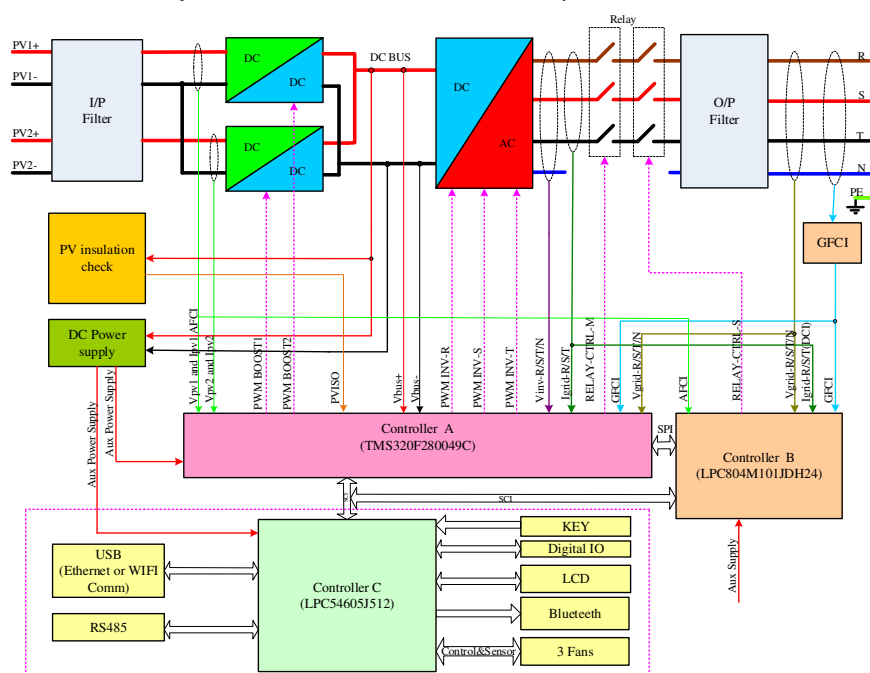 Relay
PV1+
PV1-
PV2+
PV2-
I/P
Filter
DC
DC
DC
DC
DC BUS
DC
AC
O/P
Filter
R
S
T
N
PE
GFCI
PV insulation
check
DC Power
supply
Aux Power Supply
Aux Power Supply
Vpv1 and Ipv1
AFCI
Vpv2 and Ipv2
PWM BOOST1
PWM BOOST2
PVISO
Vbus+
Vbus-
PWM INV-R
PWM INV-S
PWM INV-T
Vinv-R/S/T/N
Igrid-R/S/T
RELAY-CTRL-M
GFCI
Vgrid-R/S/T/N
AFCI
RELAY-CTRL-S
Vgrid-R/S/T/N
Igrid-R/S/T(DCI)
GFCI
Controller A
(TMS320F280049C)
SPI
Controller B
(LPC804M101JDH24)
SCI
SCI
Aux Supply
Controller C
(LPC54605J512)
USB
(Ethernet or WIFI
Comm)
RS485
KEY
Digital IO
LCD
Blueteeth
Control&Sensor
3 Fans